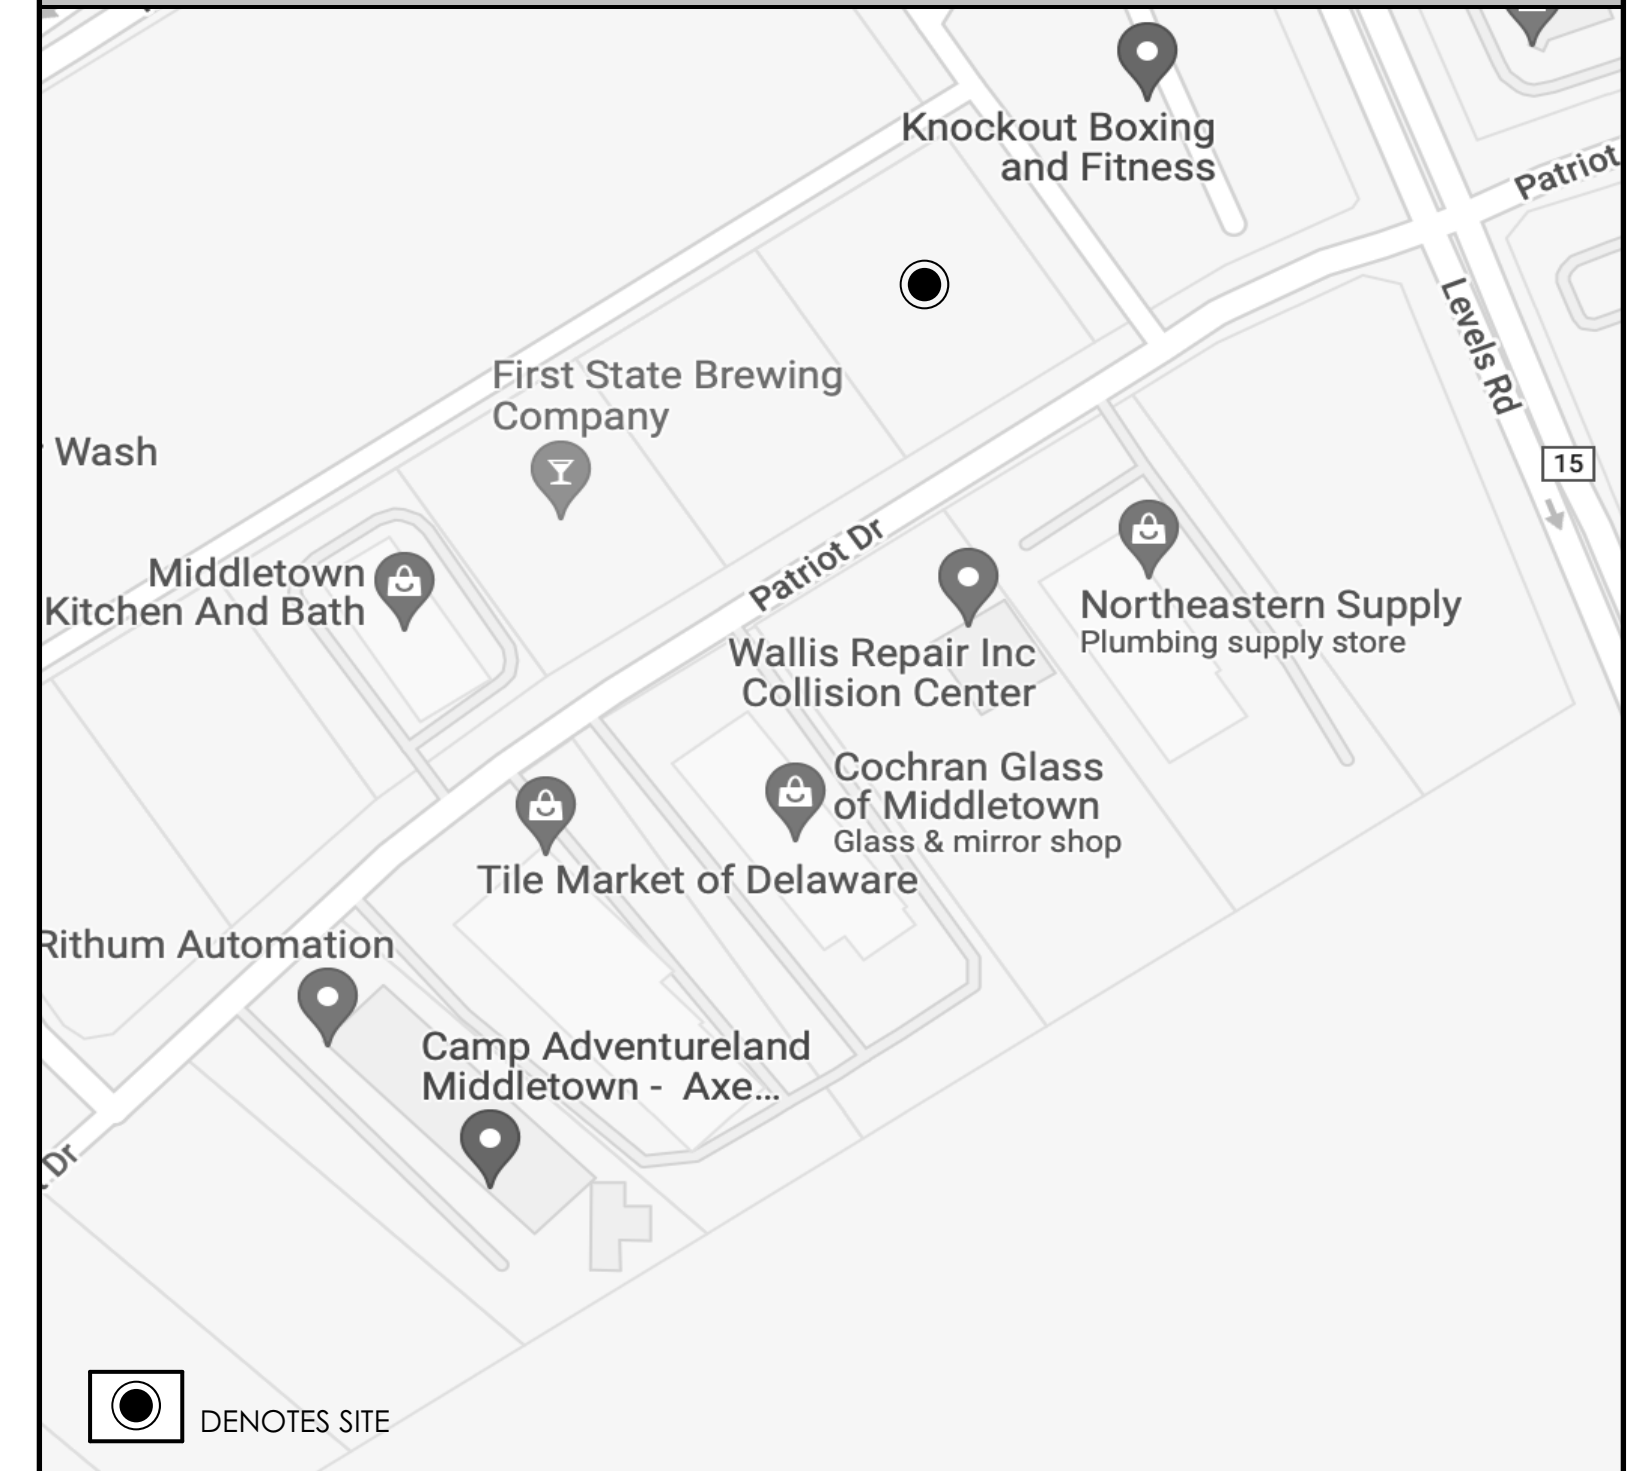 Knockout Boxing
and Fitness
Patriot
Levels Rd
15
First State Brewing
Company
Wash
Middletown
Kitchen And Bath
Patriot Dr
Northeastern Supply
Plumbing supply store
Wallis Repair Inc
Collision Center
Cochran Glass
of Middletown
Glass & mirror shop
Tile Market of Delaware
Rithum Automation
Camp Adventureland
Middletown - Axe...
Dr
DENOTES SITE